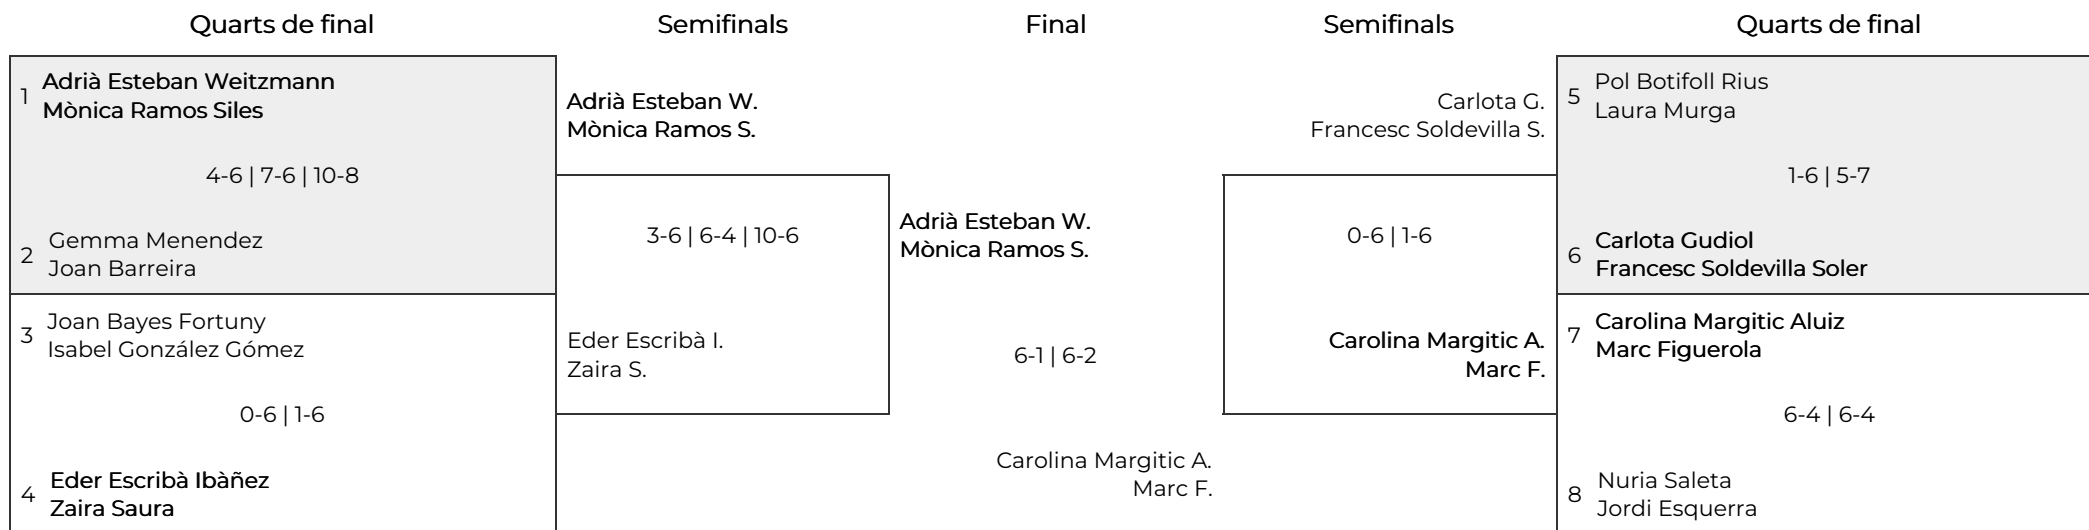 Quarts de final
Semifinals
Final
Semifinals
Quarts de final
1
Adrià Esteban Weitzmann
Mònica Ramos Siles
4-6 | 7-6 | 10-8
2
Gemma Menendez
Joan Barreira
3
Joan Bayes Fortuny
Isabel González Gómez
0-6 | 1-6
4
Eder Escribà Ibàñez
Zaira Saura
Adrià Esteban W.
Mònica Ramos S.
3-6 | 6-4 | 10-6
Eder Escribà I.
Zaira S.
Adrià Esteban W.
Mònica Ramos S.
6-1 | 6-2
Carolina Margitic A.
Marc F.
Carlota G.
Francesc Soldevilla S.
0-6 | 1-6
Carolina Margitic A.
Marc F.
5
Pol Botifoll Rius
Laura Murga
1-6 | 5-7
6
Carlota Gudiol
Francesc Soldevilla Soler
7
Carolina Margitic Aluiz
Marc Figuerola
6-4 | 6-4
8
Nuria Saleta
Jordi Esquerra